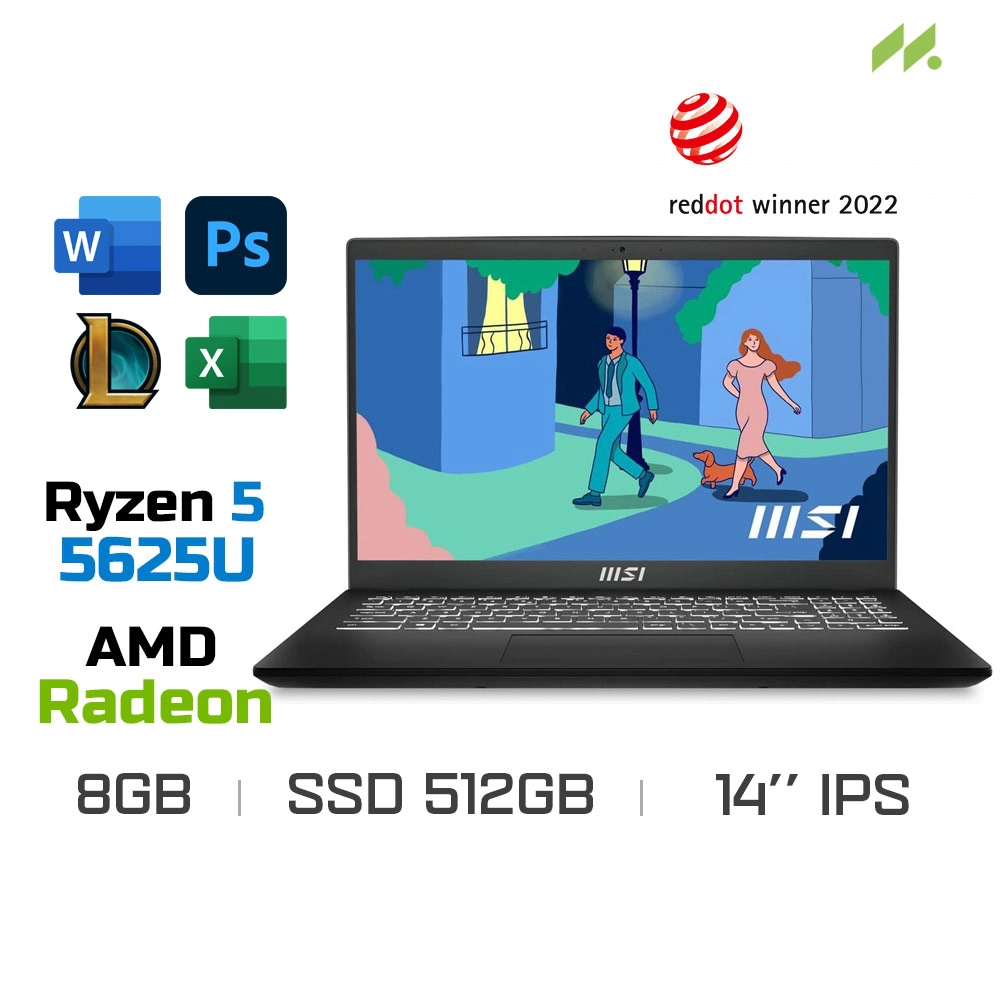 reddot winner 2022
W
Ps
L
X
msi
msi
Ryzen 5
5625U
AMD
Radeon
8GB | SSD 512GB | 14’’ IPS